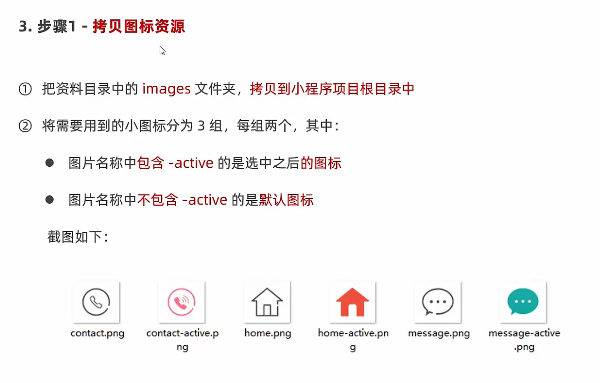 3. 步骤1 - 拷贝图标资源
① 把资料目录中的 images 文件夹，拷贝到小程序项目根目录中
② 将需要用到的小图标分为 3 组，每组两个，其中：
● 图片名称中包含 -active 的是选中之后的图标
● 图片名称中不包含 -active 的是默认图标
截图如下：
contact.png contact-active.p home.png home-active.pn message.png message-active
ng g .png